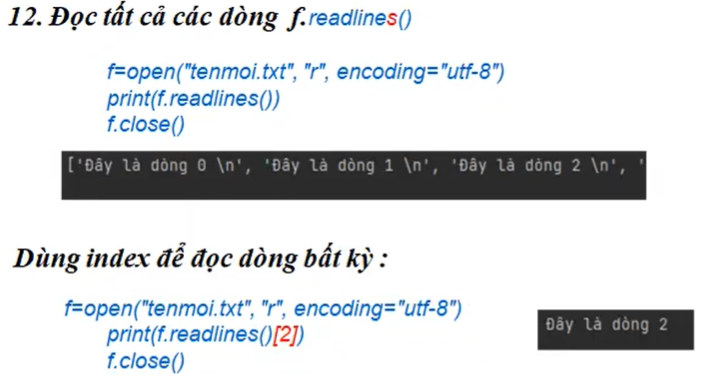 12. Đọc tất cả các dòng f.readlines()
f=open("tenmoi.txt", "r", encoding="utf-8")
print(f.readlines())
f.close()
['Đây là dòng 0 \n', 'Đây là dòng 1 \n', 'Đây là dòng 2 \n', '
Dùng index để đọc dòng bất kỳ :
f=open("tenmoi.txt", "r", encoding="utf-8")
print(f.readlines()[2])
f.close()
Đây là dòng 2